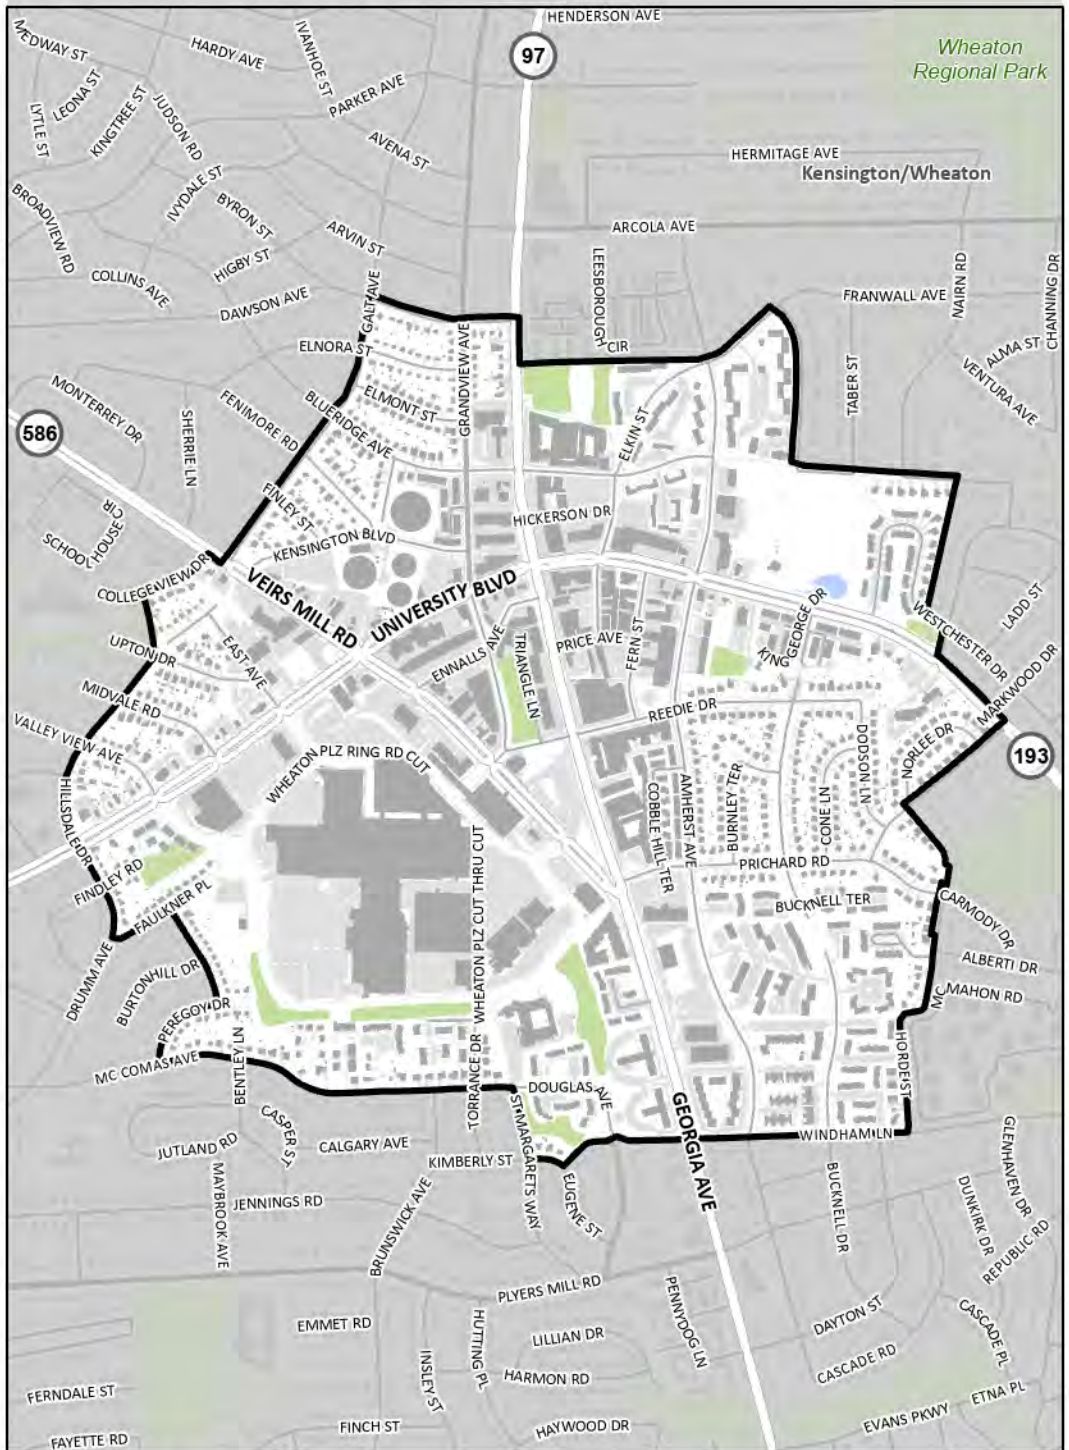 HENDERSON AVE
MEDWAY ST
HARDY AVE
IVANHOE ST
97
Wheaton
Regional Park
LEONA ST
LYTLE ST
KINGTREE ST
JUDSON RD
PARKER AVE
AVENA ST
HERMITAGE AVE
Kensington/Wheaton
IVYDALE ST
BROADVIEW RD
BYRON ST
ARVIN ST
ARCOLA AVE
HIGBY ST
COLLINS AVE
DAWSON AVE
GALT AVE
LEESBOROUGH
CIR
FRANWALL AVE
NAIRN RD
CHANNING DR
ELNORA ST
GRANDVIEW AVE
ALMA ST
VENTURA AVE
TABER ST
MONTERREY DR
ELMONT ST
BLUERIDGE AVE
FENIMORE RD
SHERRIE LN
586
ELKIN ST
FINLEY ST
HICKERSON DR
SCHOOL
HOUSE
CIR
KENSINGTON BLVD
COLLEGE VIEW DR
VEIRS MILL RD
UNIVERSITY BLVD
LADD ST
WESTCHESTER DR
GEORGE DR
KING
UPTON DR
EAST AVE
ENNALLS AVE
TRIANGLE LN
PRICE AVE
FERN ST
MARKWOOD DR
MIDVALE RD
REEDIE DR
VALLEY VIEW AVE
WHEATON
PLZ RING RD CUT
DODSON LN
NORLEE DR
193
HILLSDALE DR
COBBLE HILL TER
AMHERST AVE
BURNLEY TER
CONE LN
FINDLEY RD
WHEATON PLZ CUT THRU CUT
PRICHARD RD
FAULKNER PL
BUCKNELL TER
CARMODY DR
DRUMM AVE
BURTONHILL DR
ALBERTI DR
MC
MAHON RD
PEREGOY DR
MC COMAS AVE
BENTLEY LN
TORRANCE DR
DOUGLAS
AVE
HORDE ST
GEORGIA AVE
ST MARGARETS WAY
CASPER ST
JUTLAND RD
CALGARY AVE
WINDHAM LN
GLENHAVEN DR
KIMBERLY ST
MAYBROOK AVE
JENNINGS RD
BRUNSWICK AVE
EUGENE ST
BUCKNELL DR
DUNKIRK DR
REPUBLIC RD
PLYERS MILL RD
PENNYDOG LN
EMMET RD
HUTTING PL
LILLIAN DR
DAYTON ST
CASCADE PL
INSLEY ST
HARMON RD
CASCADE RD
FERNDALE ST
ETNA PL
FINCH ST
HAYWOOD DR
EVANS PKWY
FAYETTE RD